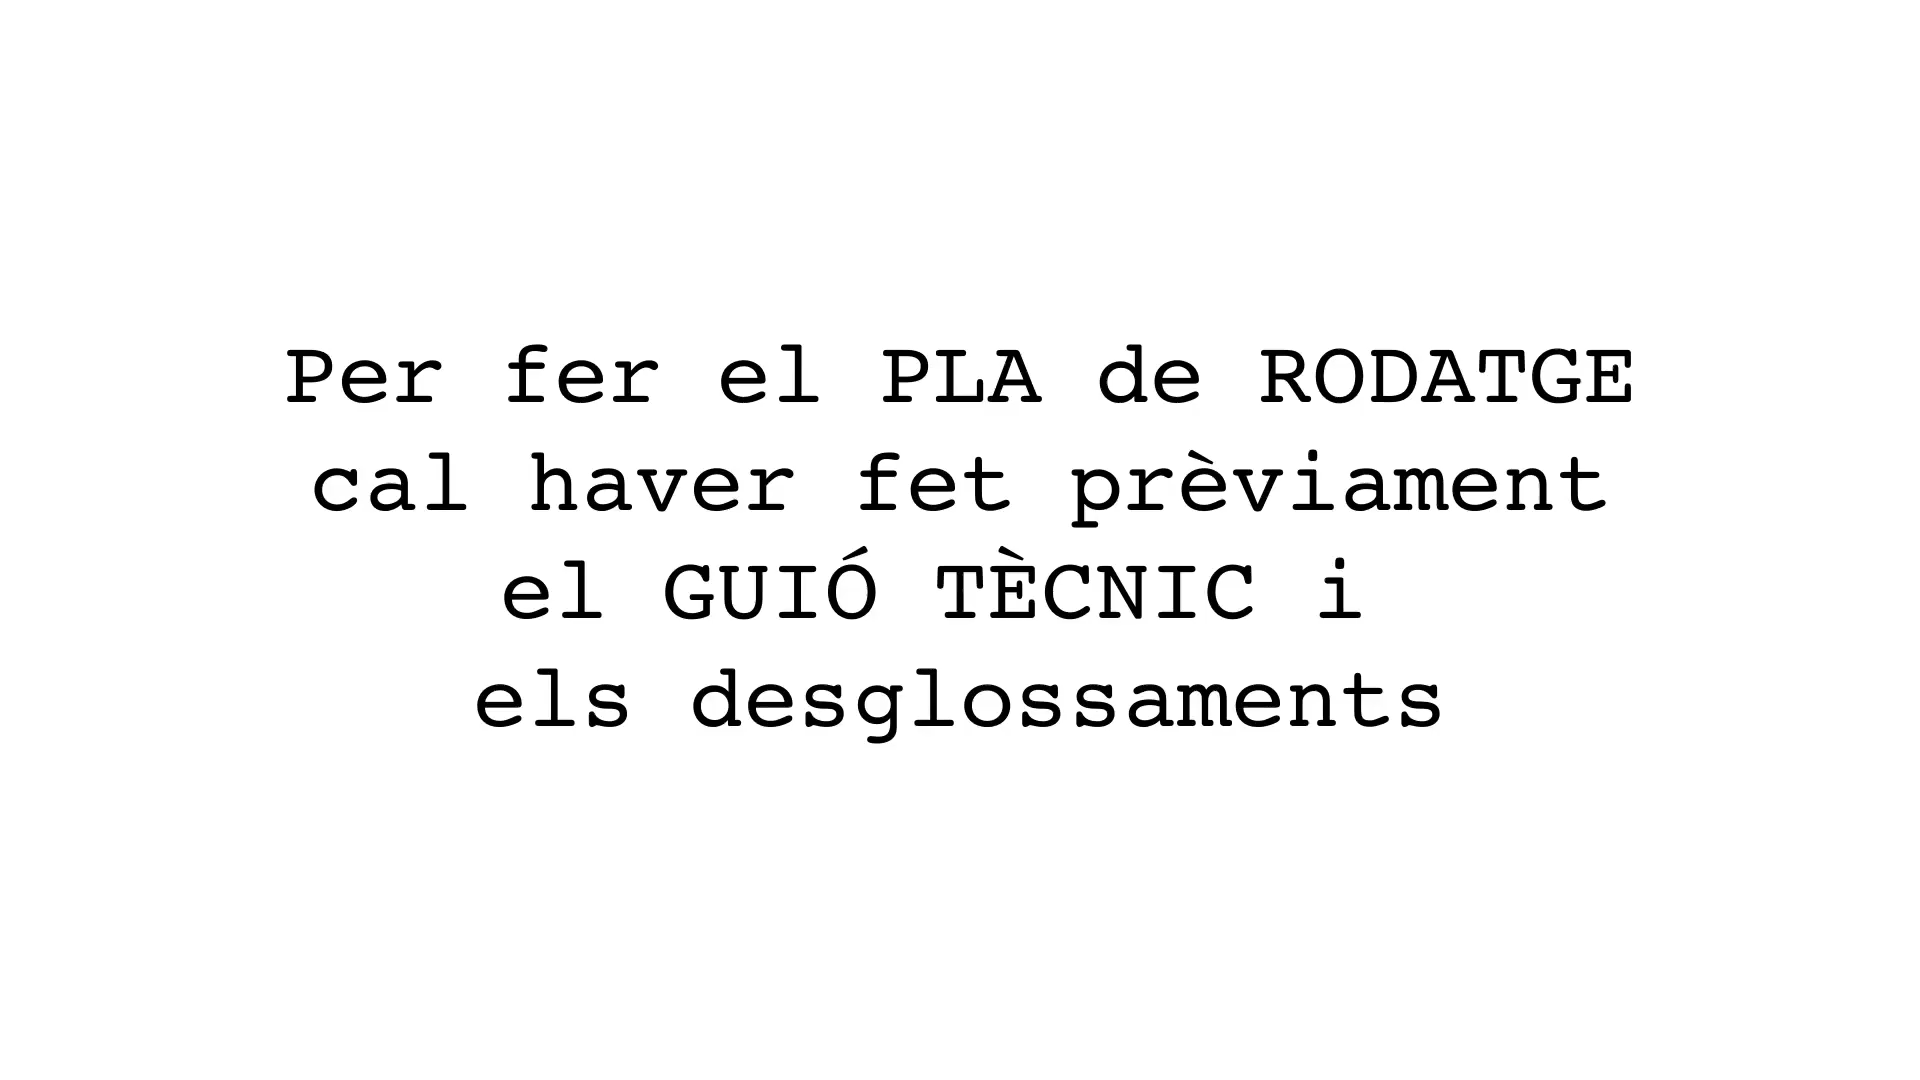 Per fer el PLA de RODATGE
cal haver fet prèviament
el GUIÓ TÈCNIC i
els desglossaments